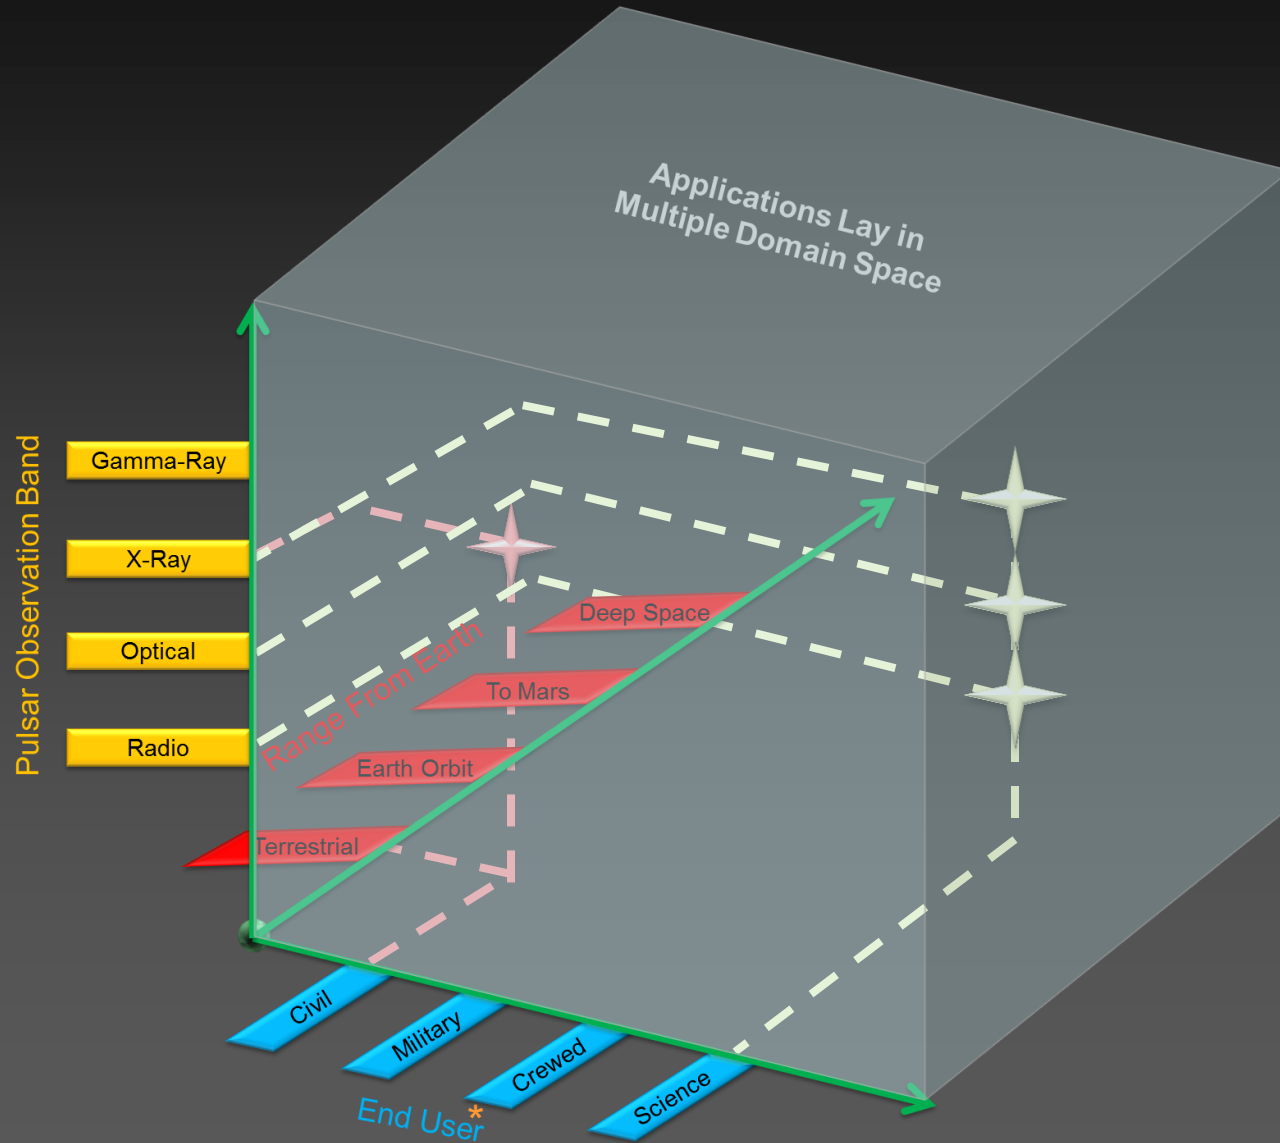 Applications Lay in
Multiple Domain Space
Pulsar Observation Band
Gamma-Ray
X-Ray
Optical
Radio
Range From Earth
Deep Space
To Mars
Earth Orbit
Terrestrial
Civil
Military
Crewed
Science
End User*